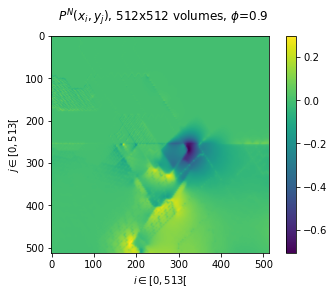 $P^N(x_i, y_j)$, 512x512 volumes, $\phi$=0.9
0
100
200
300
400
500
j ∈ [0, 513[
0 100 200 300 400 500
i ∈ [0, 513[
0.2
0.0
−0.2
−0.4
−0.6